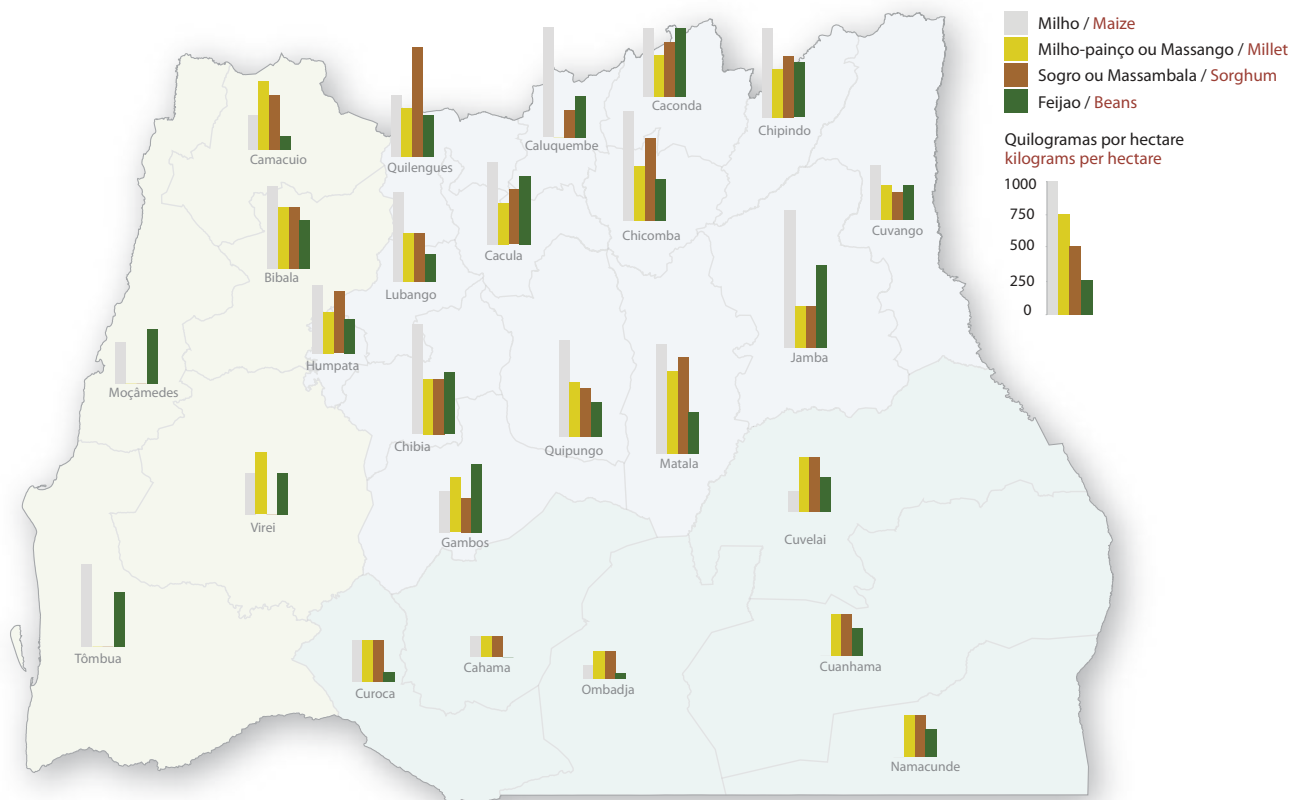 Milho / Maize
Milho-painço ou Massango / Millet
Sogro ou Massambala / Sorghum
Feijao / Beans
Quilogramas por hectare
kilograms per hectare
1000
750
500
250
0
Caconda
Chipindo
Caluquembe
Camacuio
Quilengues
Chicomba
Cuvango
Cacula
Bibala
Lubango
Jamba
Humpata
Moçâmedes
Chibia
Quipungo
Matala
Virei
Gambos
Cuvelai
Tômbua
Cahama
Cuanhama
Curoca
Ombadja
Namacunde